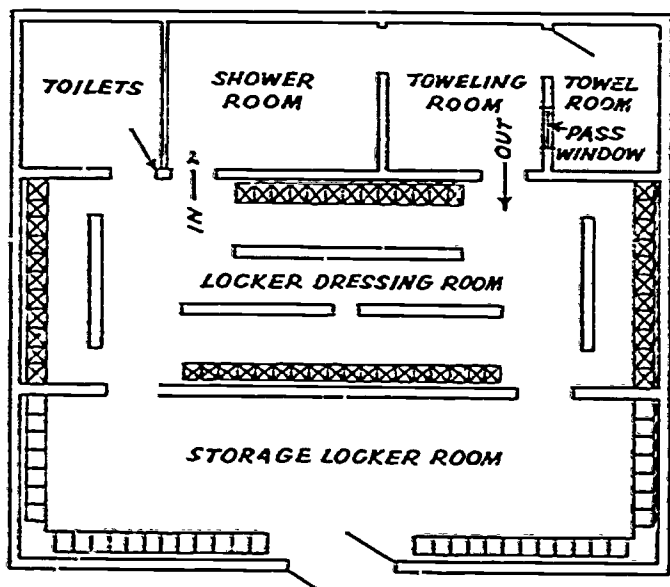 TOILETS
SHOWER
ROOM
TOWELING
ROOM
TOWEL
ROOM
PASS
WINDOW
IN
OUT
LOCKER DRESSING ROOM
STORAGE LOCKER ROOM